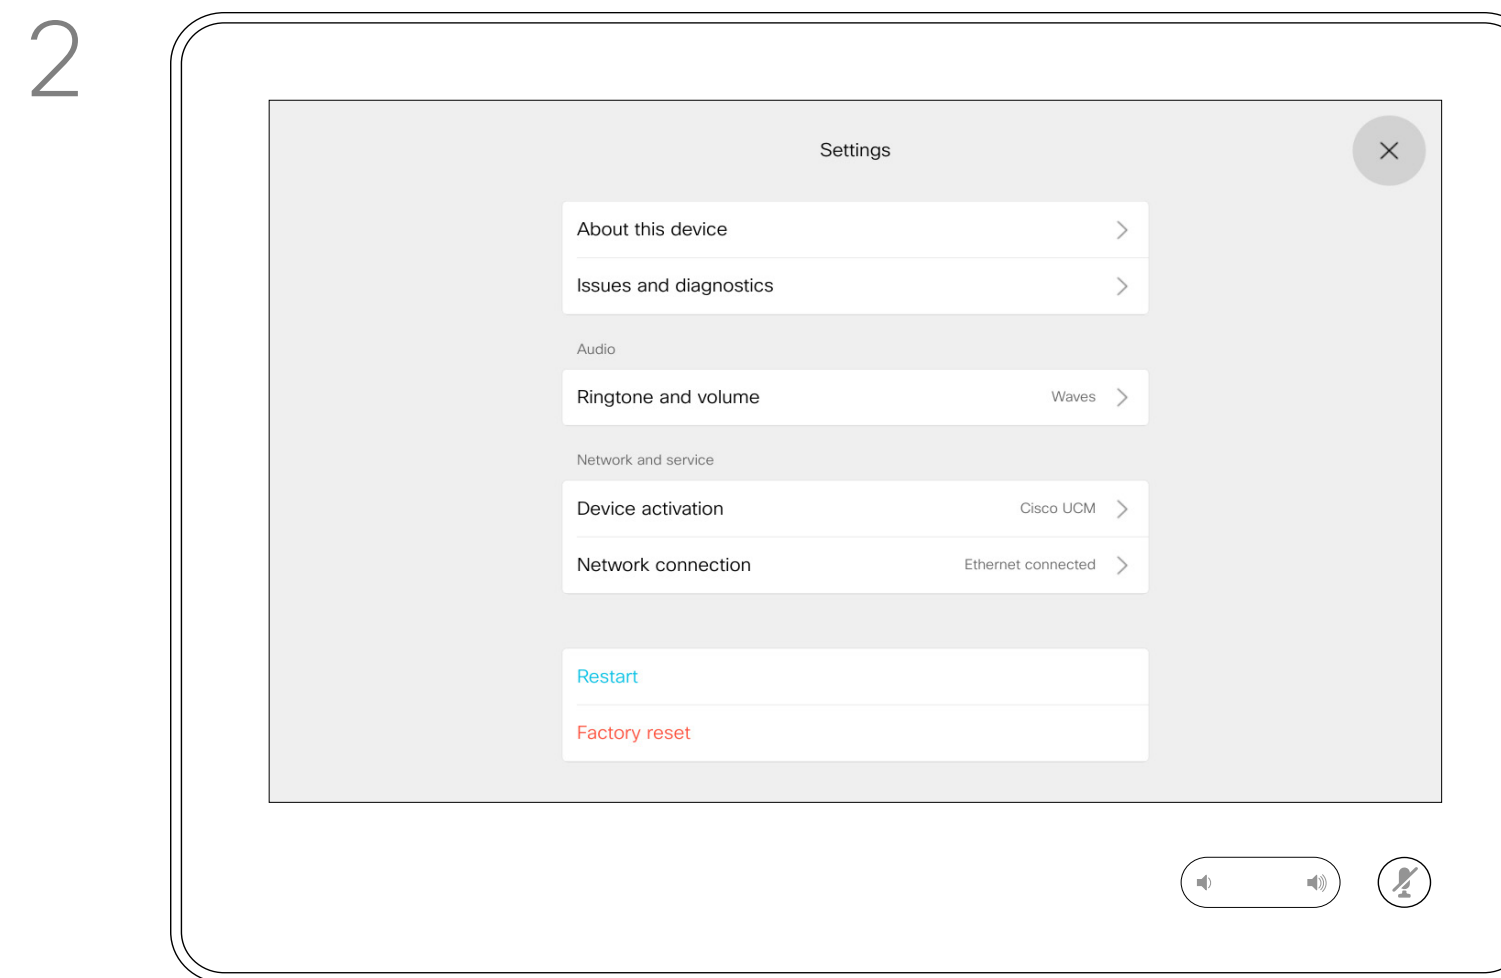 2
Settings
About this device
Issues and diagnostics
Audio
Ringtone and volume Waves
Network and service
Device activation Cisco UCM
Network connection Ethernet connected
Restart
Factory reset